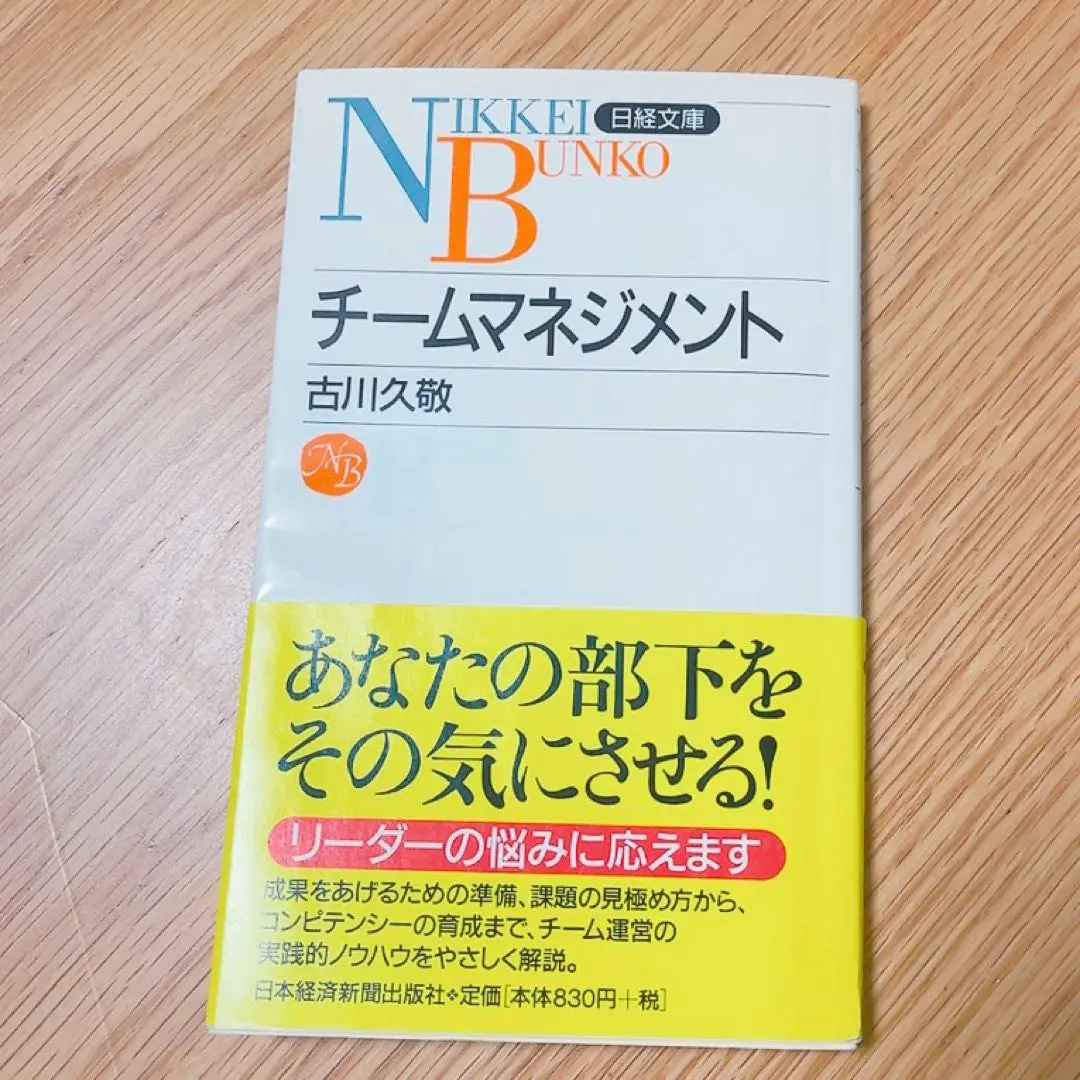 NIKKEI 日経文庫
BUNKO
チームマネジメント
古川久敬
NB
あなたの部下を
その気にさせる!
リーダーの悩みに応えます
成果をあげるための準備、課題の見極め方から、
コンピテンシーの育成まで、チーム運営の
実践的ノウハウをやさしく解説。
日本経済新聞出版社❖定価[本体830円+税]